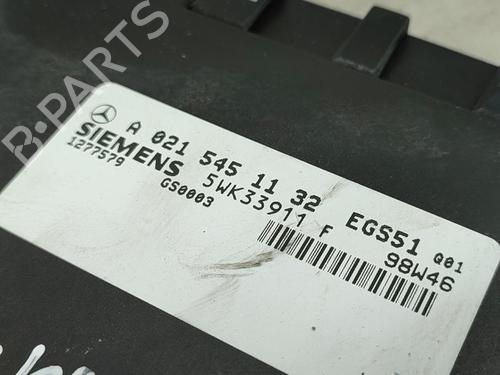 R-PARTS
A 021 545 11 32 EGS51 Q01
SIEMENS 5WK33911 F 98W46
1277579 GS0003